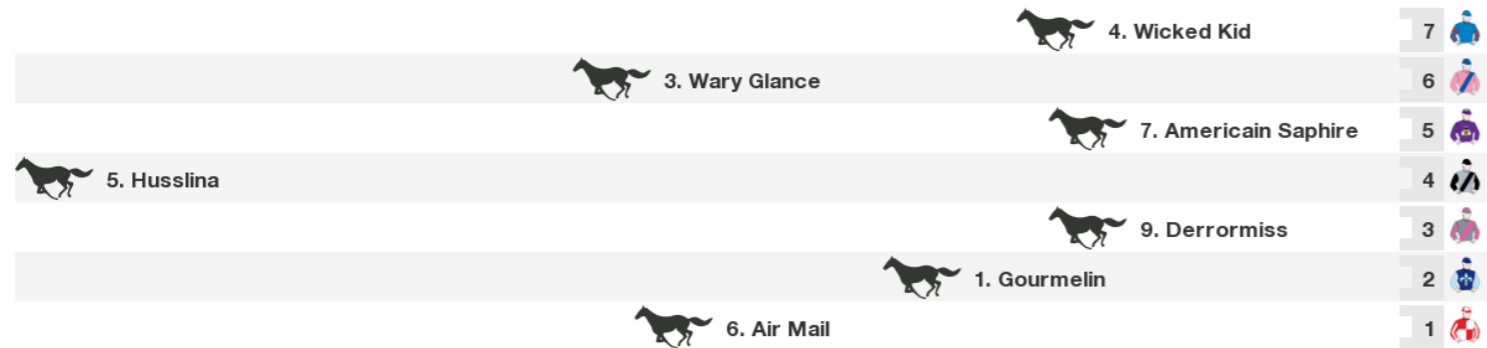 4. Wicked Kid 7
3. Wary Glance 6
7. Americain Saphire 5
5. Husslina 4
9. Derrormiss 3
1. Gourmelin 2
6. Air Mail 1